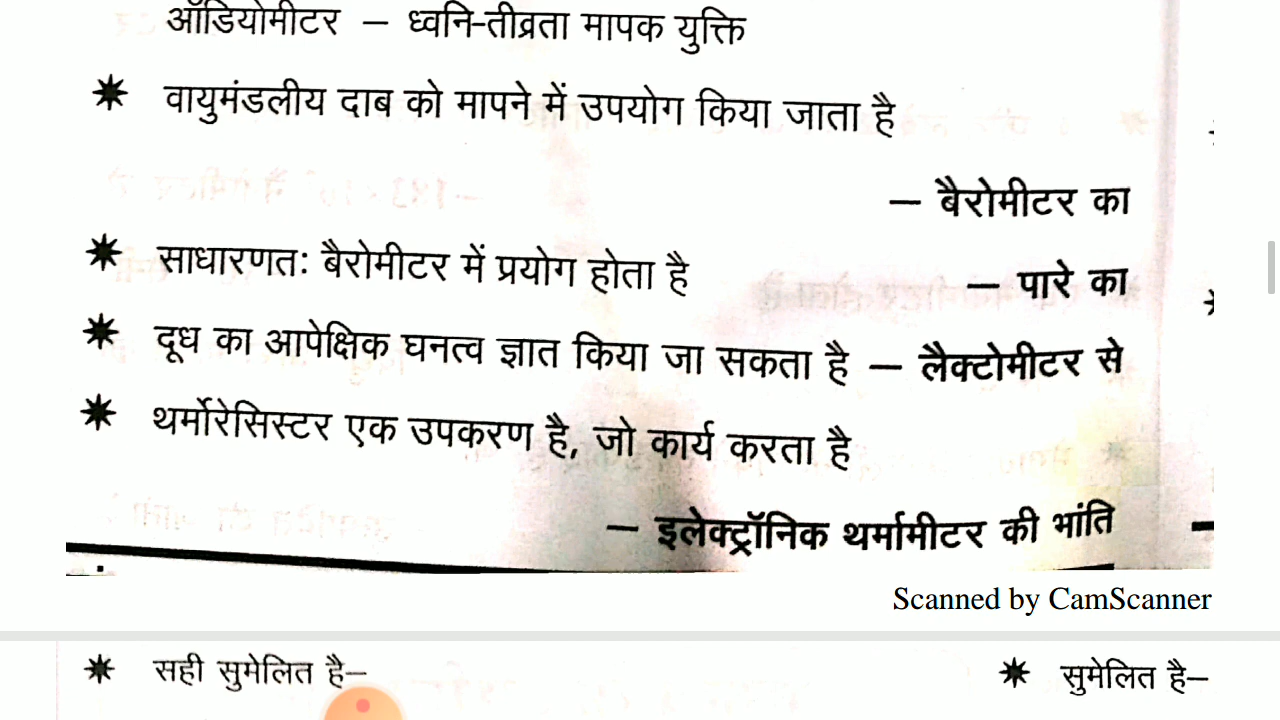 ऑडियोमीटर – ध्वनि-तीव्रता मापक युक्ति
✷ वायुमंडलीय दाब को मापने में उपयोग किया जाता है
– बैरोमीटर का
✷ साधारणतः बैरोमीटर में प्रयोग होता है – पारे का
✷ दूध का आपेक्षिक घनत्व ज्ञात किया जा सकता है – लैक्टोमीटर से
✷ थर्मोरेसिस्टर एक उपकरण है, जो कार्य करता है
– इलेक्ट्रॉनिक थर्मामीटर की भांति
Scanned by CamScanner
✷ सही सुमेलित है–
✷ सुमेलित है–